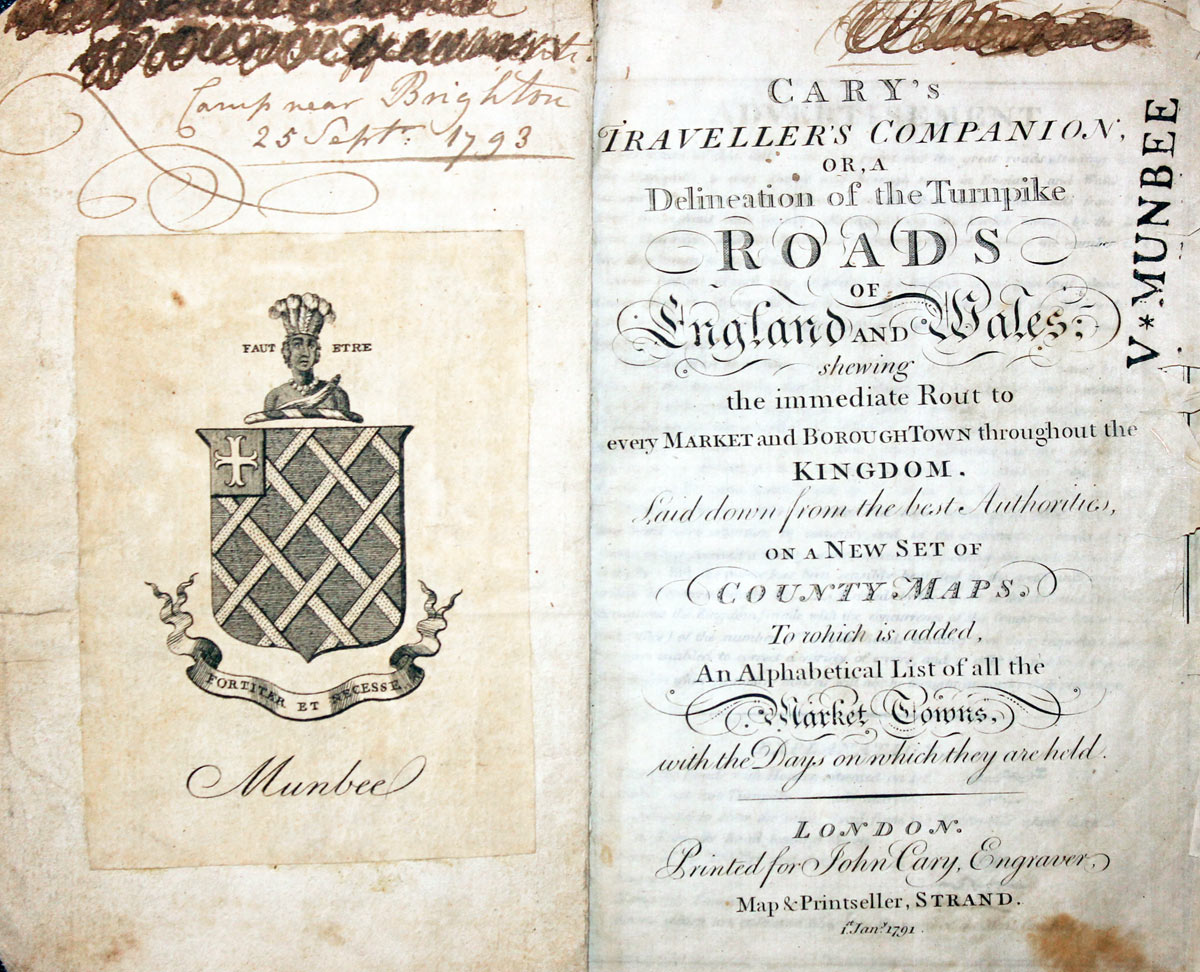 Camp near Brighton
25 Septr. 1793
FAUT ETRE
FORTITAR ET NECESSE
Munbee
CARY'S
TRAVELLER'S COMPANION,
OR, A
Delineation of the Turnpike
ROADS
OF
England AND Wales:
shewing
the immediate Rout to
every MARKET and BOROUGH TOWN throughout the
KINGDOM.
Laid down from the best Authorities,
ON A NEW SET OF
COUNTY MAPS.
To which is added,
An Alphabetical List of all the
Market Towns,
with the Days on which they are held.
LONDON.
Printed for John Cary, Engraver,
Map & Printseller, STRAND.
1st. Jany. 1791.
V * MUNBEE